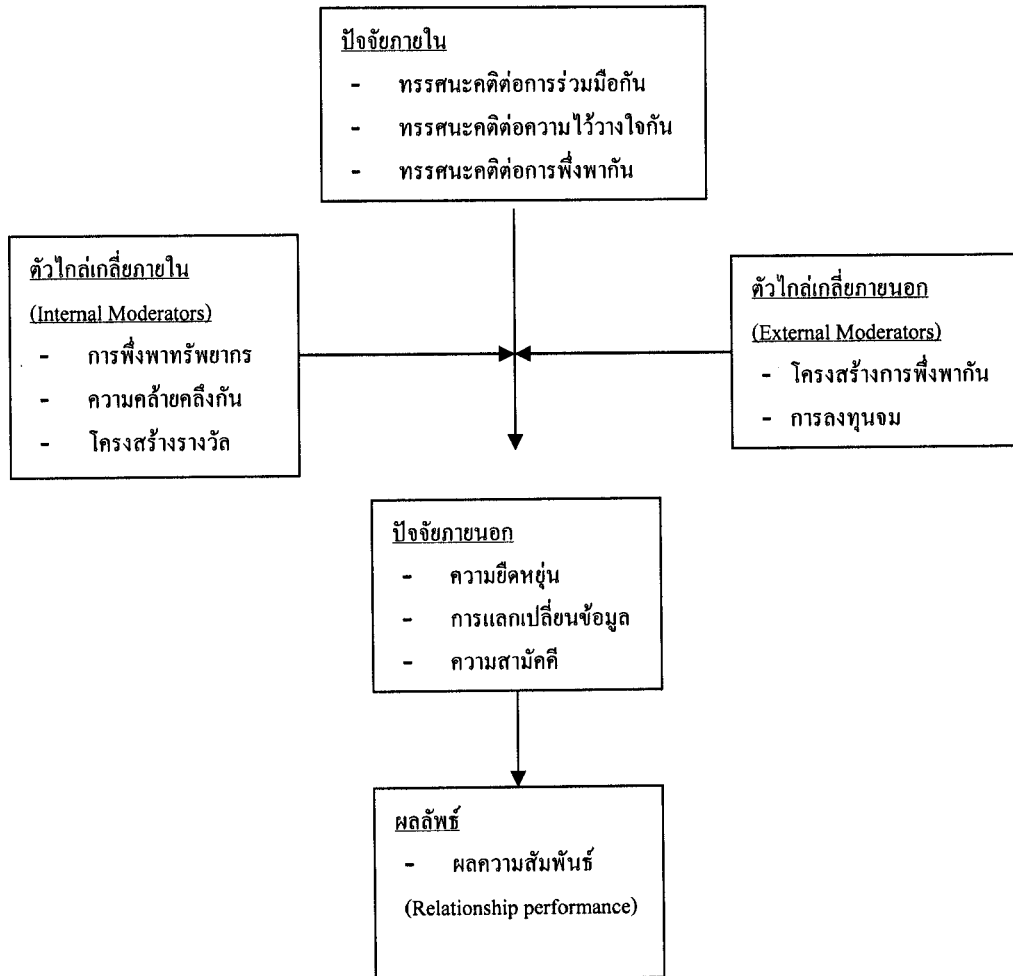 ปัจจัยภายใน
- ทรรศนะคติต่อการร่วมมือกัน
- ทรรศนะคติต่อความไว้วางใจกัน
- ทรรศนะคติต่อการพึ่งพากัน
ตัวไกล่เกลี่ยภายใน
(Internal Moderators)
- การพึ่งพาทรัพยากร
- ความคล้ายคลึงกัน
- โครงสร้างรางวัล
ตัวไกล่เกลี่ยภายนอก
(External Moderators)
- โครงสร้างการพึ่งพากัน
- การลงทุนจม
ปัจจัยภายนอก
- ความยืดหยุ่น
- การแลกเปลี่ยนข้อมูล
- ความสามัคคี
ผลลัพธ์
- ผลความสัมพันธ์
(Relationship performance)